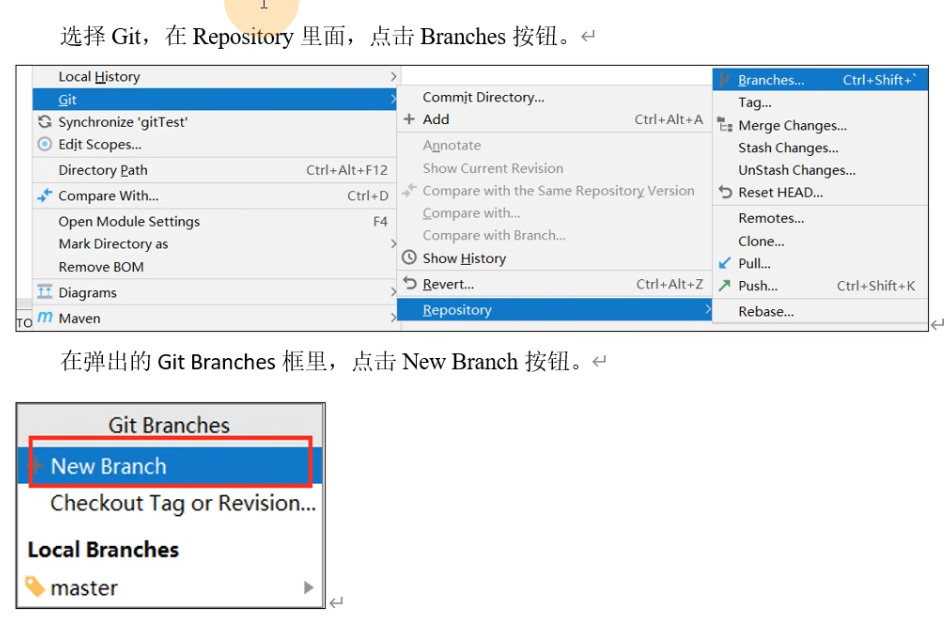 选择 Git，在 Repository 里面，点击 Branches 按钮。
Local History
Git
Synchronize 'gitTest'
Edit Scopes...
Directory Path Ctrl+Alt+F12
Compare With... Ctrl+D
Open Module Settings F4
Mark Directory as
Remove BOM
Diagrams
Maven
TO
Commit Directory...
Add Ctrl+Alt+A
Annotate
Show Current Revision
Compare with the Same Repository Version
Compare with...
Compare with Branch...
Show History
Revert... Ctrl+Alt+Z
Repository
Branches... Ctrl+Shift+`
Tag...
Merge Changes...
Stash Changes...
UnStash Changes...
Reset HEAD...
Remotes...
Clone...
Pull...
Push... Ctrl+Shift+K
Rebase...
在弹出的 Git Branches 框里，点击 New Branch 按钮。
Git Branches
New Branch
Checkout Tag or Revision...
Local Branches
master